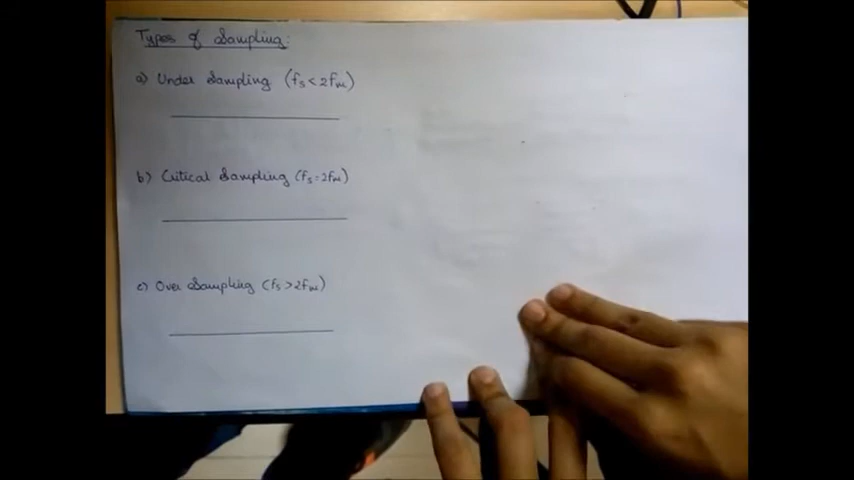 Types of Sampling:
a) Under Sampling (fs < 2fm)
b) Critical Sampling (fs = 2fm)
c) Over Sampling (fs > 2fm)